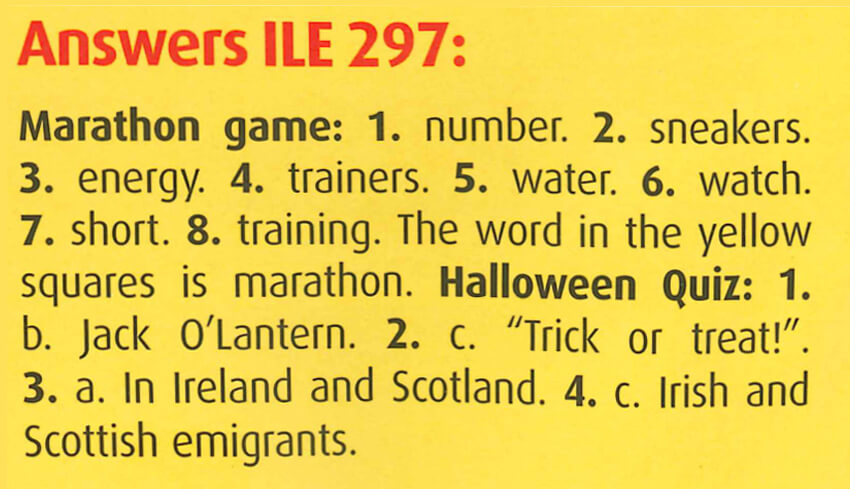 Answers ILE 297:
Marathon game: 1. number. 2. sneakers.
3. energy. 4. trainers. 5. water. 6. watch.
7. short. 8. training. The word in the yellow
squares is marathon. Halloween Quiz: 1.
b. Jack O’Lantern. 2. c. “Trick or treat!”.
3. a. In Ireland and Scotland. 4. c. Irish and
Scottish emigrants.